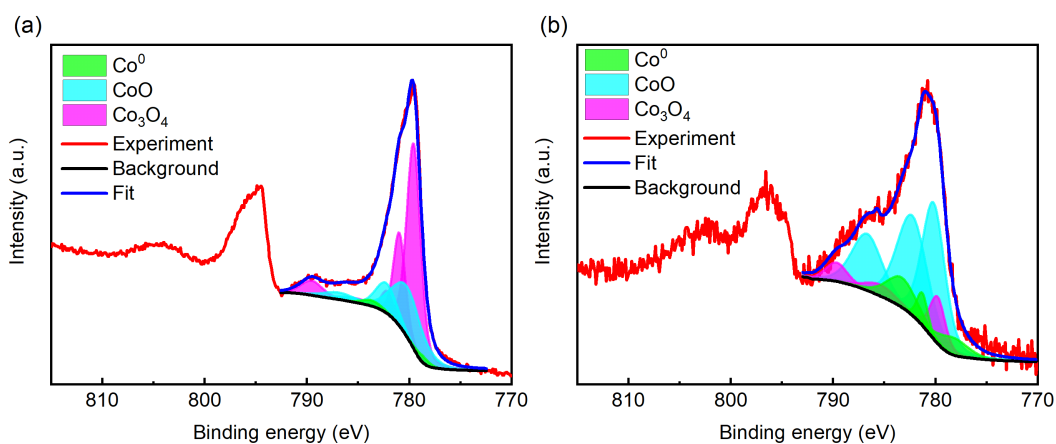 (a)
Co⁰
CoO
Co₃O₄
Experiment
Background
Fit
Intensity (a.u.)
810 800 790 780 770
Binding energy (eV)
(b)
Co⁰
CoO
Co₃O₄
Experiment
Fit
Background
Intensity (a.u.)
810 800 790 780 770
Binding energy (eV)